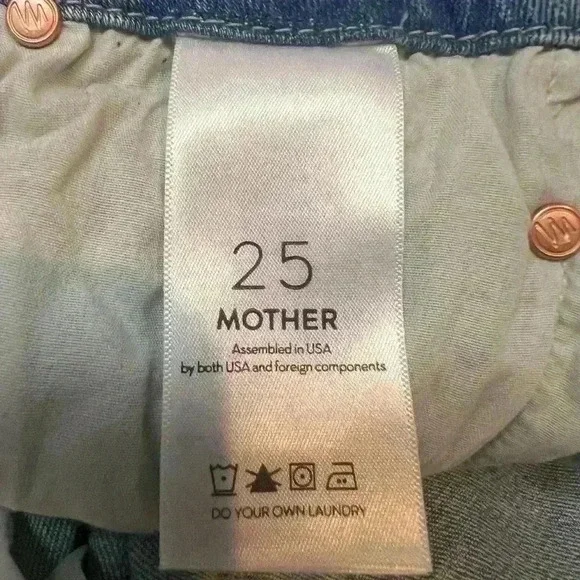 25
MOTHER
Assembled in USA
by both USA and foreign components
DO YOUR OWN LAUNDRY